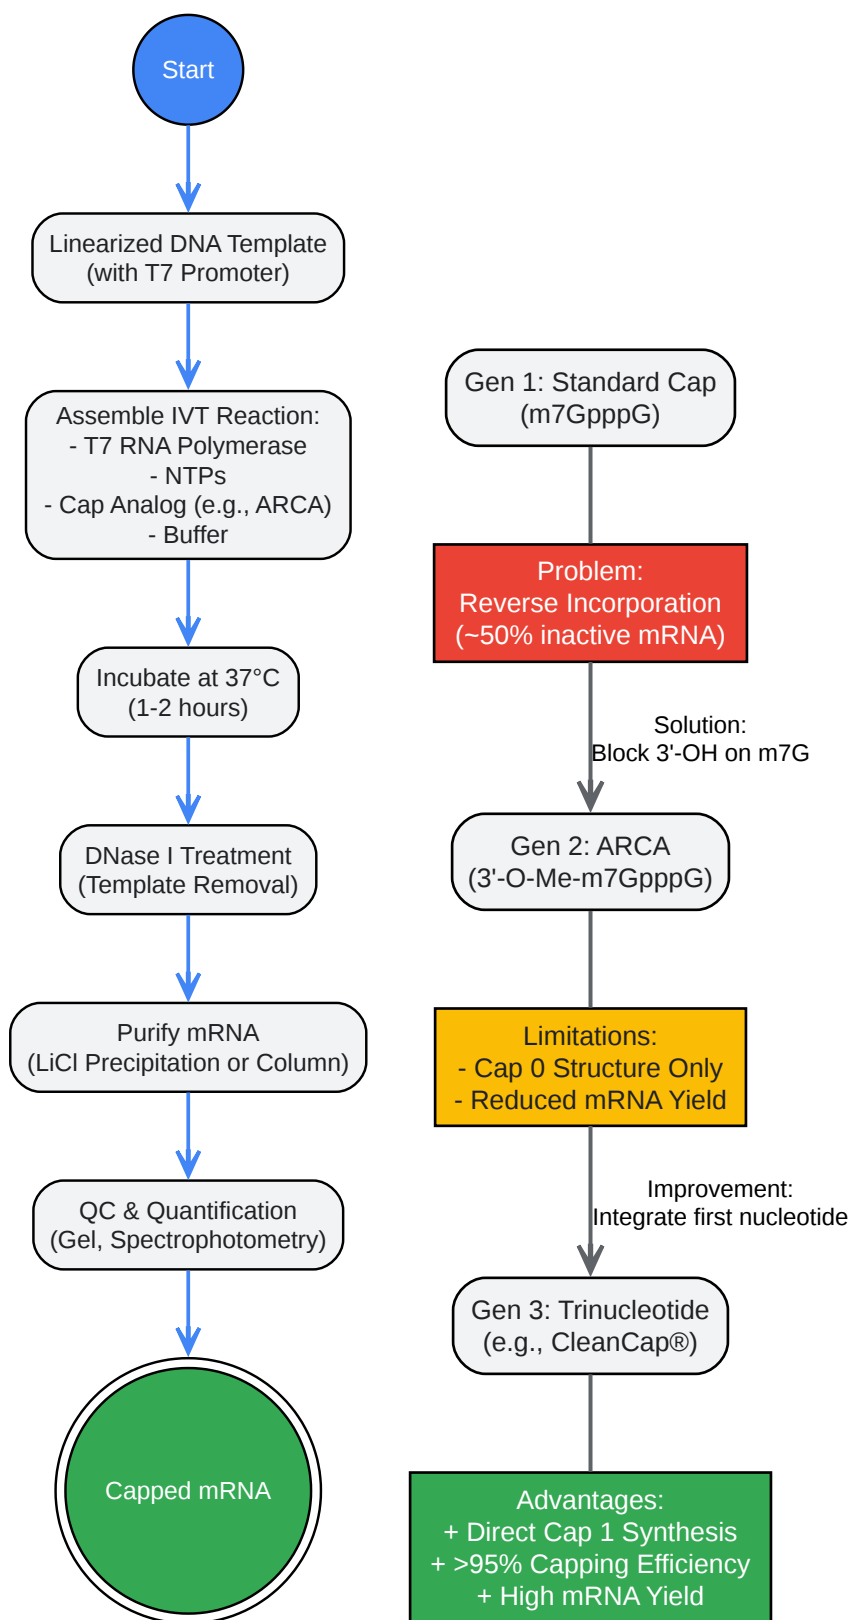 Start
Linearized DNA Template
(with T7 Promoter)
Assemble IVT Reaction:
- T7 RNA Polymerase
- NTPs
- Cap Analog (e.g., ARCA)
- Buffer
Incubate at 37°C
(1-2 hours)
DNase I Treatment
(Template Removal)
Purify mRNA
(LiCl Precipitation or Column)
QC & Quantification
(Gel, Spectrophotometry)
Capped mRNA
Gen 1: Standard Cap
(m7GpppG)
Problem:
Reverse Incorporation
(~50% inactive mRNA)
Solution:
Block 3'-OH on m7G
Gen 2: ARCA
(3'-O-Me-m7GpppG)
Limitations:
- Cap 0 Structure Only
- Reduced mRNA Yield
Improvement:
Integrate first nucleotide
Gen 3: Trinucleotide
(e.g., CleanCap®)
Advantages:
+ Direct Cap 1 Synthesis
+ >95% Capping Efficiency
+ High mRNA Yield